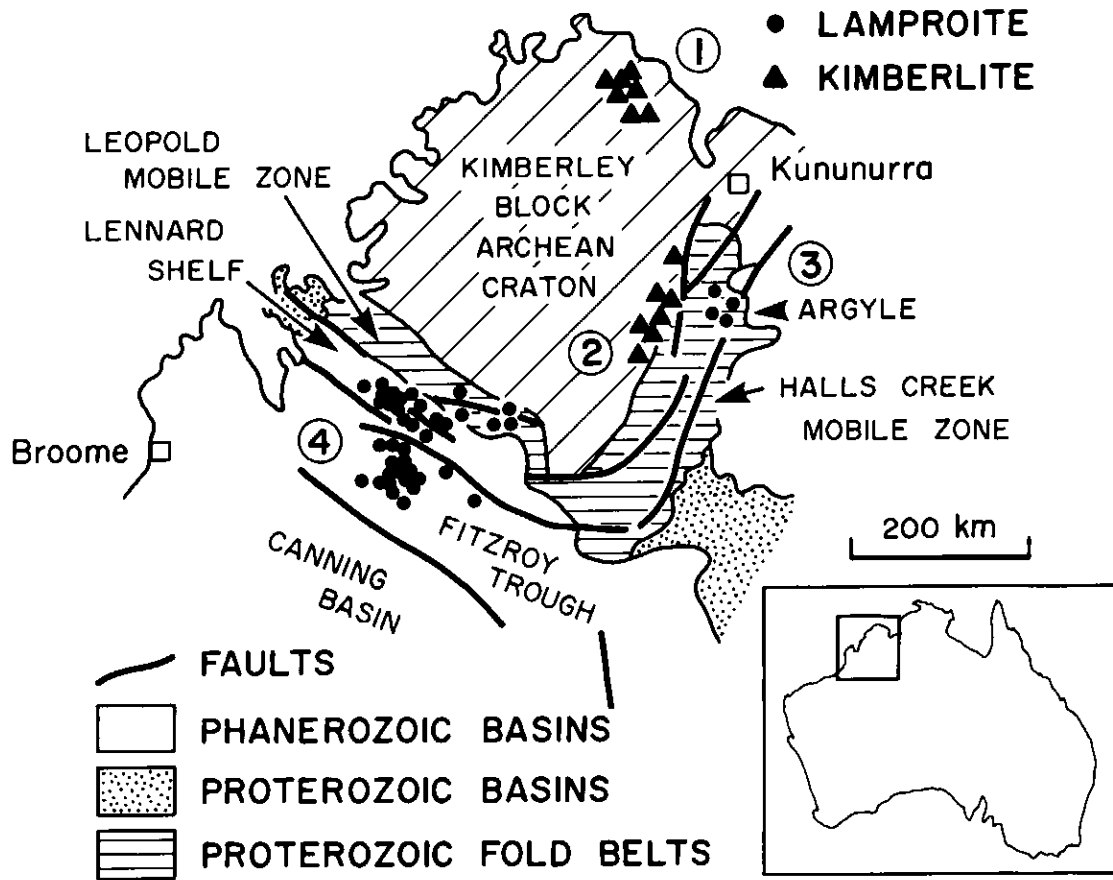 ①
● LAMPROITE
▲ KIMBERLITE
LEOPOLD
MOBILE ZONE
LENNARD
SHELF
KIMBERLEY
BLOCK
ARCHEAN
CRATON
Kununurra
③
ARGYLE
②
HALLS CREEK
MOBILE ZONE
Broome
④
FITZROY
TROUGH
CANNING
BASIN
200 km
FAULTS
PHANEROZOIC BASINS
PROTEROZOIC BASINS
PROTEROZOIC FOLD BELTS